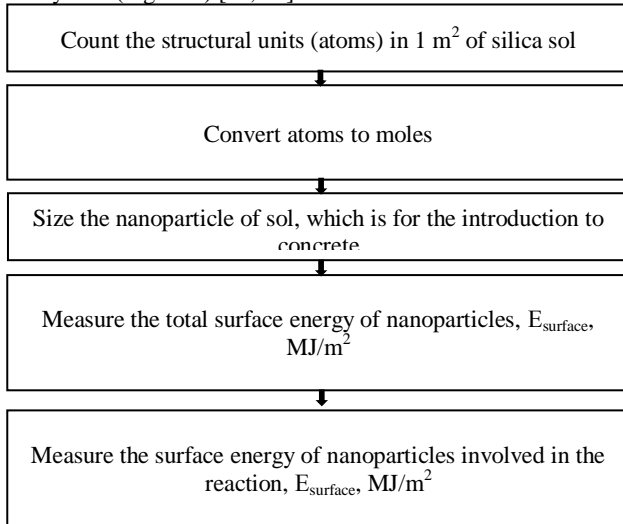 Count the structural units (atoms) in 1 m² of silica sol
Convert atoms to moles
Size the nanoparticle of sol, which is for the introduction to
concrete
Measure the total surface energy of nanoparticles, E_surface,
MJ/m²
Measure the surface energy of nanoparticles involved in the
reaction, E_surface, MJ/m²